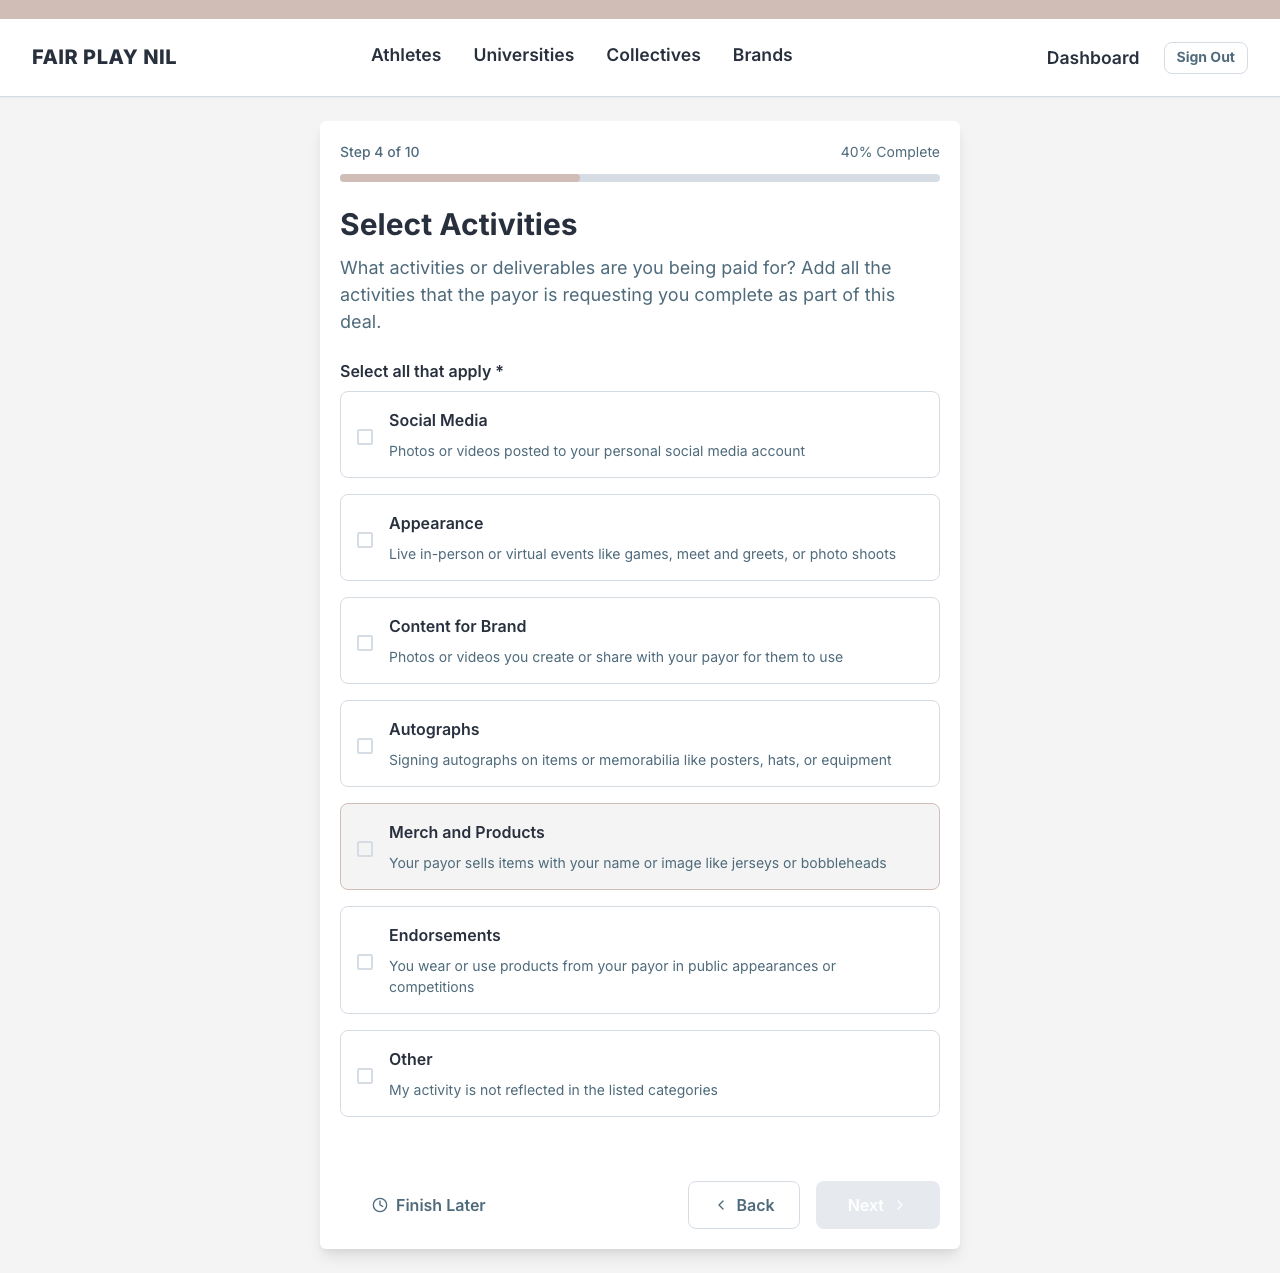 FAIR PLAY NIL
Athletes
Universities
Collectives
Brands
Dashboard
Sign Out
Step 4 of 10
40% Complete
Select Activities
What activities or deliverables are you being paid for? Add all the
activities that the payor is requesting you complete as part of this
deal.
Select all that apply *
Social Media
Photos or videos posted to your personal social media account
Appearance
Live in-person or virtual events like games, meet and greets, or photo shoots
Content for Brand
Photos or videos you create or share with your payor for them to use
Autographs
Signing autographs on items or memorabilia like posters, hats, or equipment
Merch and Products
Your payor sells items with your name or image like jerseys or bobbleheads
Endorsements
You wear or use products from your payor in public appearances or
competitions
Other
My activity is not reflected in the listed categories
Finish Later
Back
Next